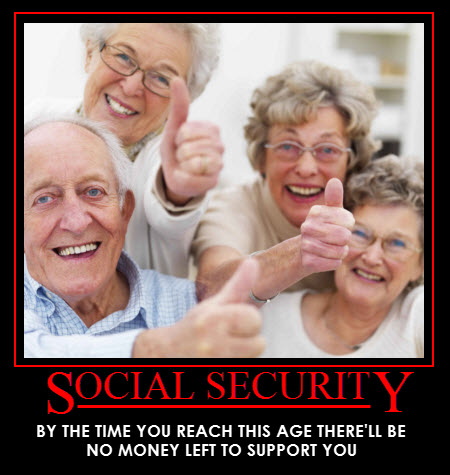 SOCIAL SECURITY
BY THE TIME YOU REACH THIS AGE THERE'LL BE
NO MONEY LEFT TO SUPPORT YOU